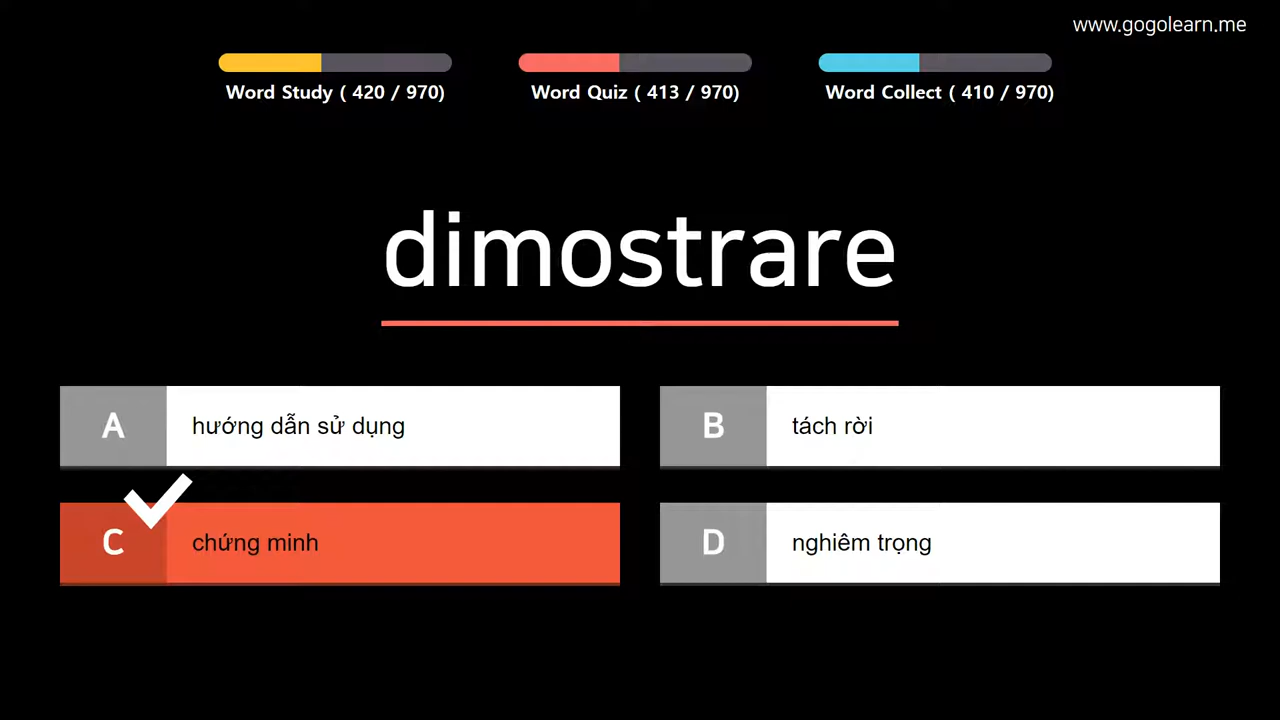 www.gogolearn.me
Word Study ( 420 / 970)
Word Quiz ( 413 / 970)
Word Collect ( 410 / 970)
dimostrare
A hướng dẫn sử dụng
B tách rời
C chứng minh
D nghiêm trọng